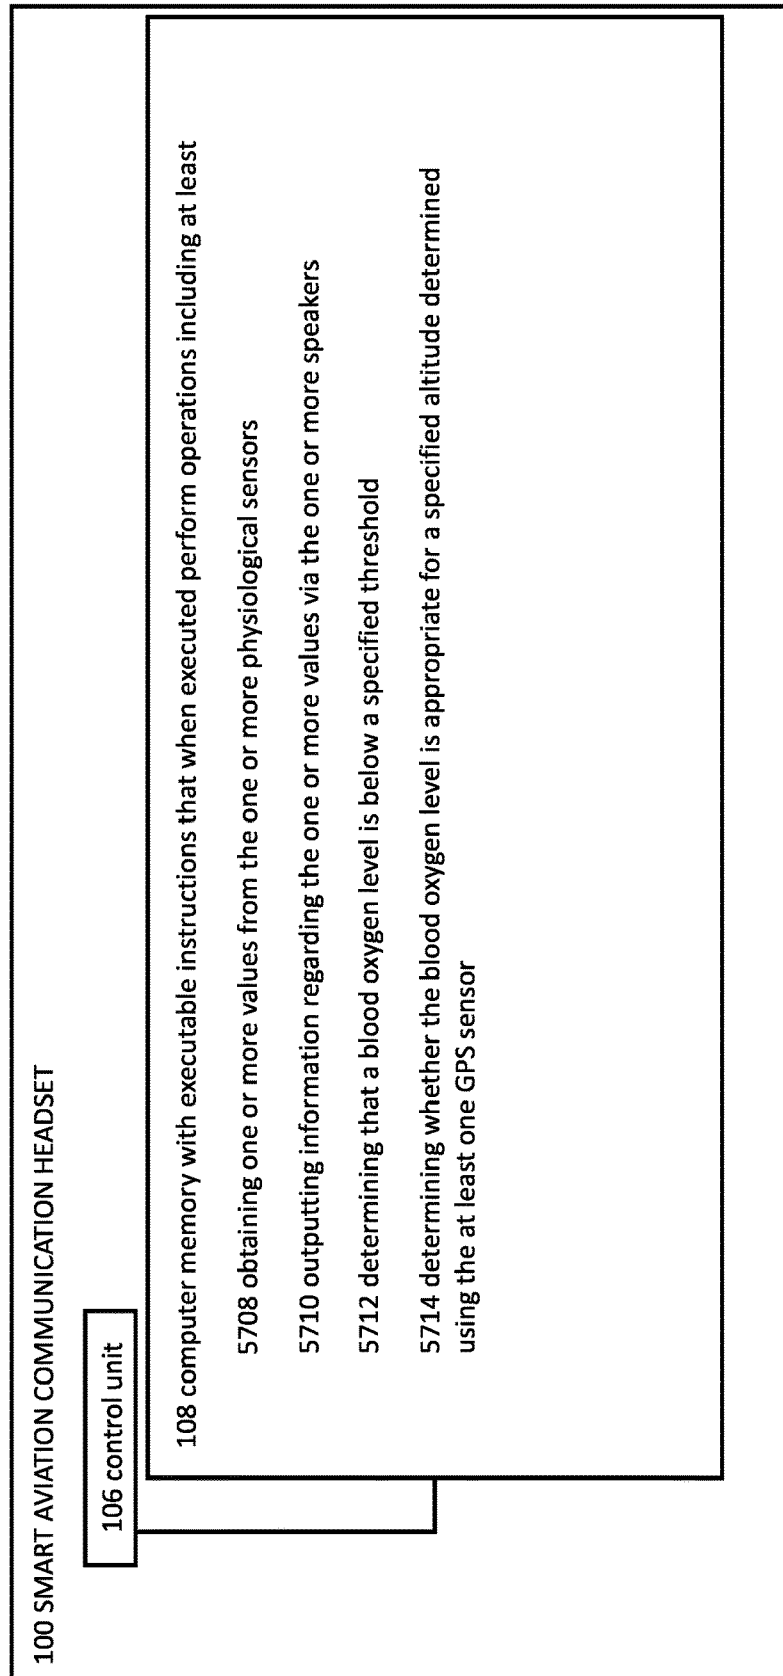 100 SMART AVIATION COMMUNICATION HEADSET
106 control unit
108 computer memory with executable instructions that when executed perform operations including at least
5708 obtaining one or more values from the one or more physiological sensors
5710 outputting information regarding the one or more values via the one or more speakers
5712 determining that a blood oxygen level is below a specified threshold
5714 determining whether the blood oxygen level is appropriate for a specified altitude determined
using the at least one GPS sensor